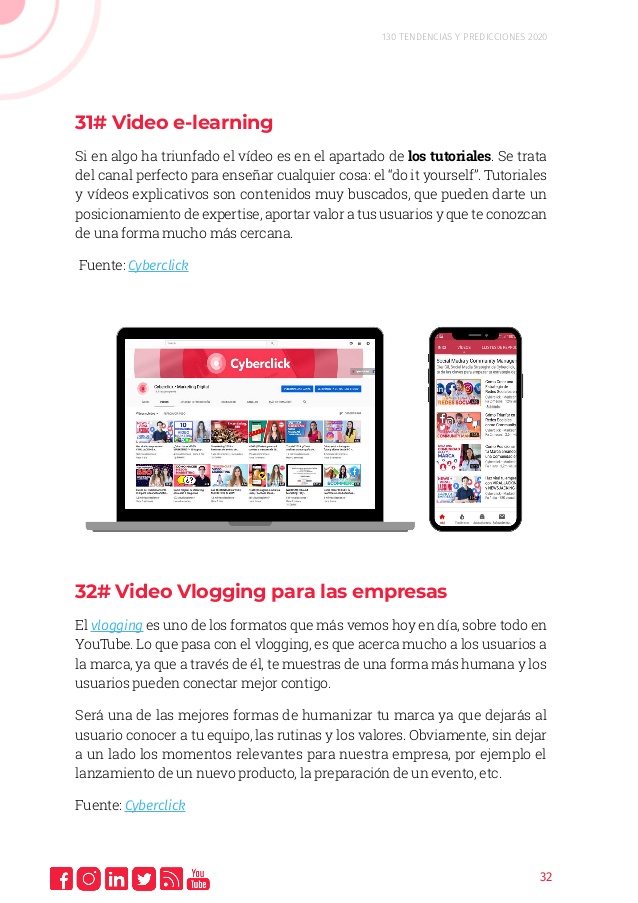 130 TENDENCIAS Y PREDICCIONES 2020
31# Video e-learning
Si en algo ha triunfado el vídeo es en el apartado de los tutoriales. Se trata
del canal perfecto para enseñar cualquier cosa: el “do it yourself”. Tutoriales
y vídeos explicativos son contenidos muy buscados, que pueden darte un
posicionamiento de expertise, aportar valor a tus usuarios y que te conozcan
de una forma mucho más cercana.
Fuente: Cyberclick
Cyberclick
Cyberclick • Marketing Digital
VÍDEOS
Social Media y Community Manager
REDES SOCIALES
MARCA
32# Video Vlogging para las empresas
El vlogging es uno de los formatos que más vemos hoy en día, sobre todo en
YouTube. Lo que pasa con el vlogging, es que acerca mucho a los usuarios a
la marca, ya que a través de él, te muestras de una forma más humana y los
usuarios pueden conectar mejor contigo.
Será una de las mejores formas de humanizar tu marca ya que dejarás al
usuario conocer a tu equipo, las rutinas y los valores. Obviamente, sin dejar
a un lado los momentos relevantes para nuestra empresa, por ejemplo el
lanzamiento de un nuevo producto, la preparación de un evento, etc.
Fuente: Cyberclick
You
Tube
32